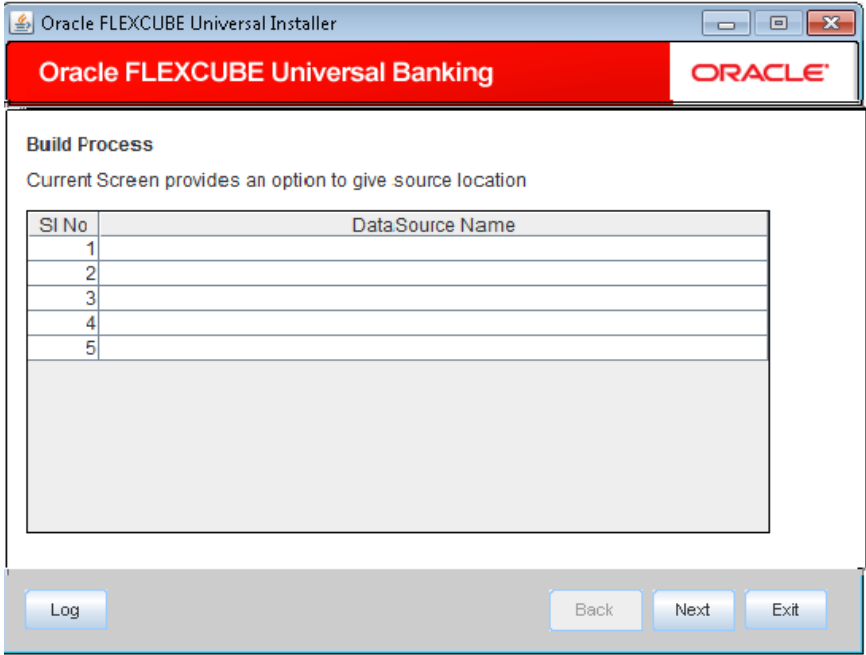 Oracle FLEXCUBE Universal Installer
Oracle FLEXCUBE Universal Banking
ORACLE
Build Process
Current Screen provides an option to give source location
Sl No DataSource Name
1
2
3
4
5
Log Back Next Exit